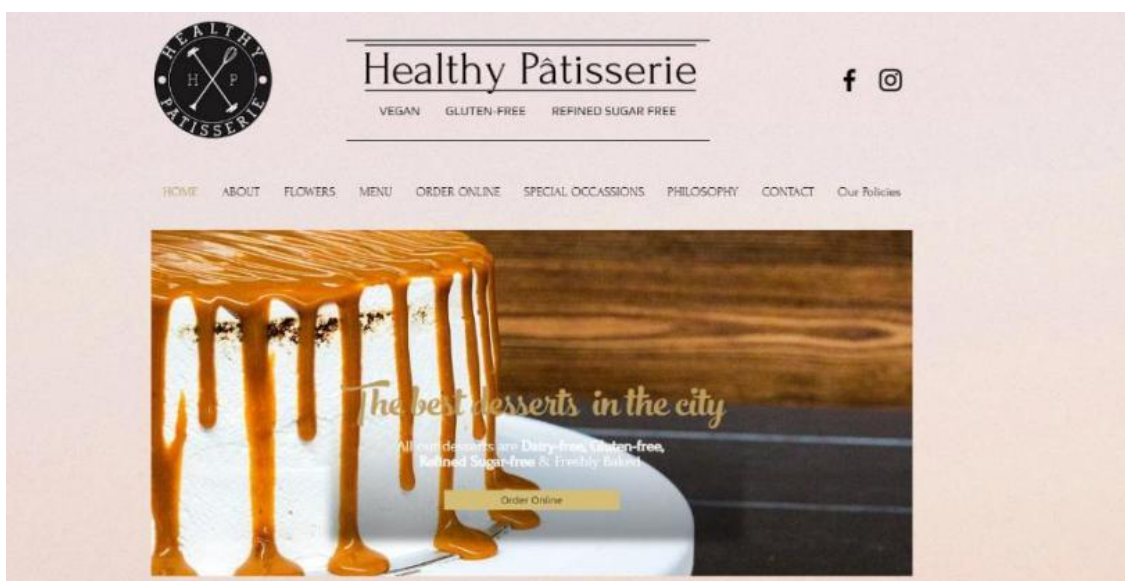 HEALTHY
H P
PATISSERIE
Healthy Pâtisserie
VEGAN GLUTEN-FREE REFINED SUGAR FREE
HOME ABOUT FLOWERS MENU ORDER ONLINE SPECIAL OCCASSIONS PHILOSOPHY CONTACT Our Policies
The best desserts in the city
All our desserts are Dairy-free, Gluten-free,
Refined Sugar-free & Freshly Baked
Order Online